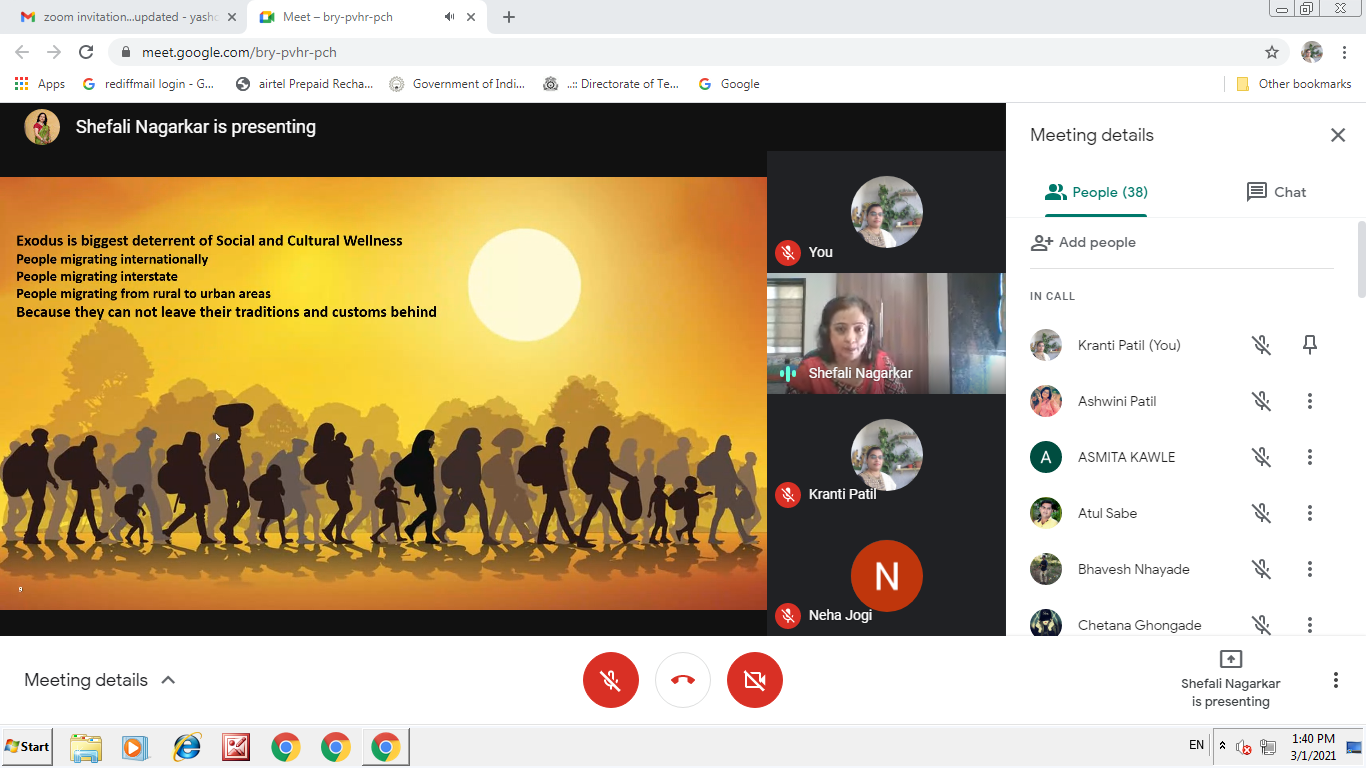 zoom invitation...updated - yasho
Meet – bry-pvhr-pch
meet.google.com/bry-pvhr-pch
Apps
rediffmail login - G...
airtel Prepaid Recha...
Government of Indi...
..:: Directorate of Te...
Google
Other bookmarks
Shefali Nagarkar is presenting
Exodus is biggest deterrent of Social and Cultural Wellness
People migrating internationally
People migrating interstate
People migrating from rural to urban areas
Because they can not leave their traditions and customs behind
9
You
Shefali Nagarkar
Kranti Patil
N
Neha Jogi
Meeting details
People (38)
Chat
Add people
IN CALL
Kranti Patil (You)
Ashwini Patil
A
ASMITA KAWLE
Atul Sabe
Bhavesh Nhayade
Chetana Ghongade
Meeting details
Shefali Nagarkar
is presenting
Start
EN
1:40 PM
3/1/2021